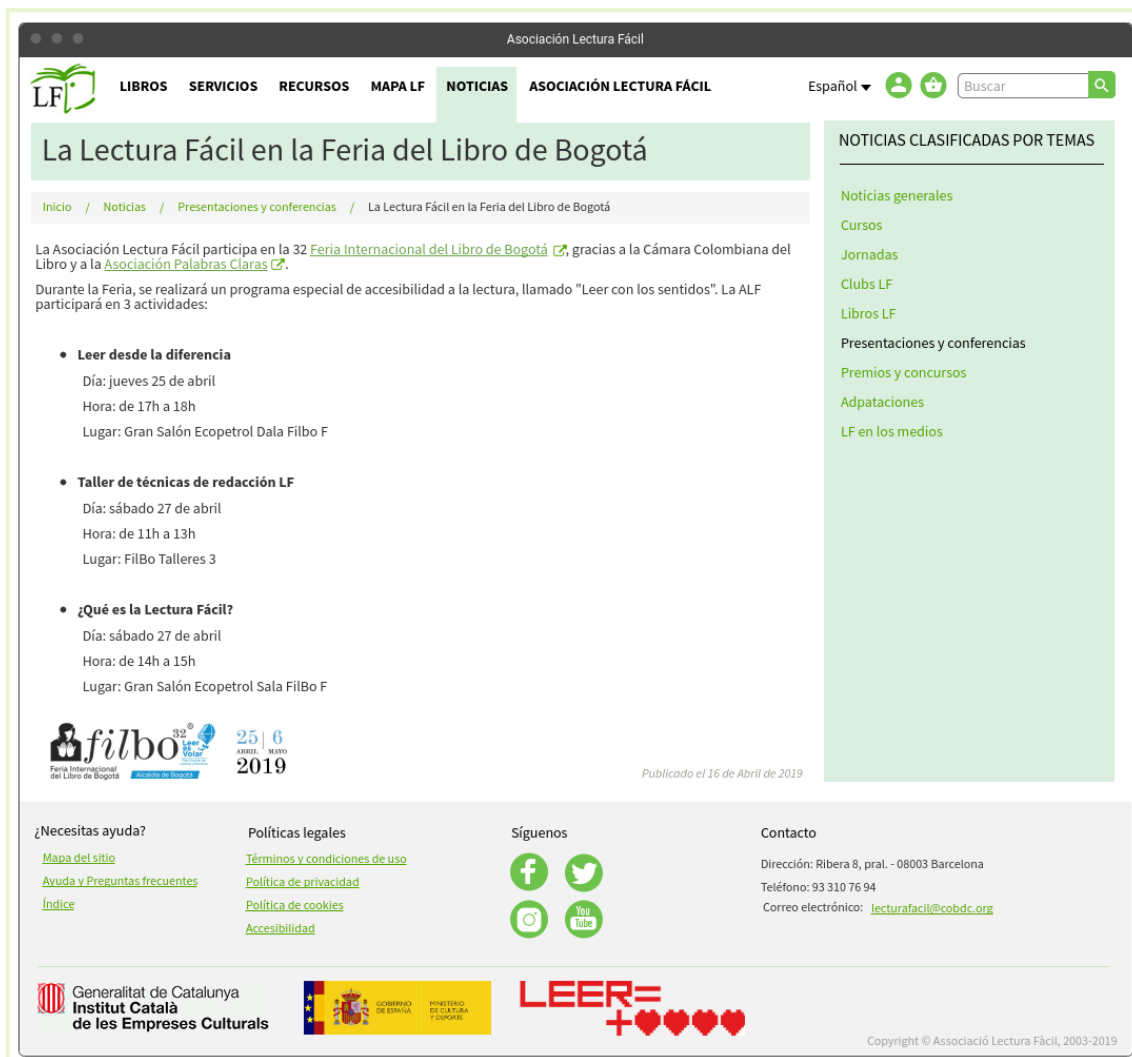 Asociación Lectura Fácil
LF
LIBROS SERVICIOS RECURSOS MAPA LF NOTICIAS ASOCIACIÓN LECTURA FÁCIL
Español
Buscar
La Lectura Fácil en la Feria del Libro de Bogotá
Inicio / Noticias / Presentaciones y conferencias / La Lectura Fácil en la Feria del Libro de Bogotá
La Asociación Lectura Fácil participa en la 32 Feria Internacional del Libro de Bogotá , gracias a la Cámara Colombiana del
Libro y a la Asociación Palabras Claras .
Durante la Feria, se realizará un programa especial de accesibilidad a la lectura, llamado "Leer con los sentidos". La ALF
participará en 3 actividades:
• Leer desde la diferencia
Día: jueves 25 de abril
Hora: de 17h a 18h
Lugar: Gran Salón Ecopetrol Dala Filbo F
• Taller de técnicas de redacción LF
Día: sábado 27 de abril
Hora: de 11h a 13h
Lugar: FilBo Talleres 3
• ¿Qué es la Lectura Fácil?
Día: sábado 27 de abril
Hora: de 14h a 15h
Lugar: Gran Salón Ecopetrol Sala FilBo F
filbo 32®
Leer es Volar
Feria Internacional
del Libro de Bogotá
Alcaldía de Bogotá
25 | 6
ABRIL MAYO
2019
Publicado el 16 de Abril de 2019
NOTICIAS CLASIFICADAS POR TEMAS
Noticias generales
Cursos
Jornadas
Clubs LF
Libros LF
Presentaciones y conferencias
Premios y concursos
Adpataciones
LF en los medios
¿Necesitas ayuda?
Mapa del sitio
Ayuda y Preguntas frecuentes
Índice
Políticas legales
Términos y condiciones de uso
Política de privacidad
Política de cookies
Accesibilidad
Síguenos
You
Tube
Contacto
Dirección: Ribera 8, pral. - 08003 Barcelona
Teléfono: 93 310 76 94
Correo electrónico: lecturafacil@cobdc.org
Generalitat de Catalunya
Institut Català
de les Empreses Culturals
GOBIERNO
DE ESPAÑA
MINISTERIO
DE CULTURA
Y DEPORTE
LEER=
+
Copyright © Associació Lectura Fàcil, 2003-2019